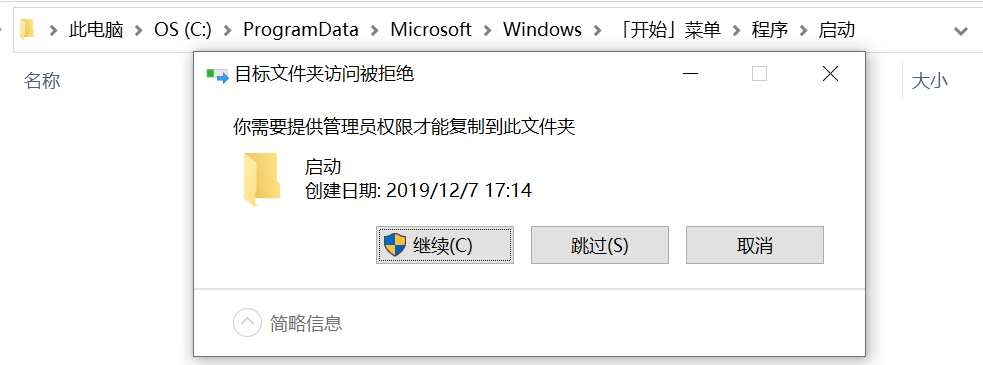 此电脑 > OS (C:) > ProgramData > Microsoft > Windows > 「开始」菜单 > 程序 > 启动
名称 大小
目标文件夹访问被拒绝
你需要提供管理员权限才能复制到此文件夹
启动
创建日期: 2019/12/7 17:14
继续(C) 跳过(S) 取消
简略信息